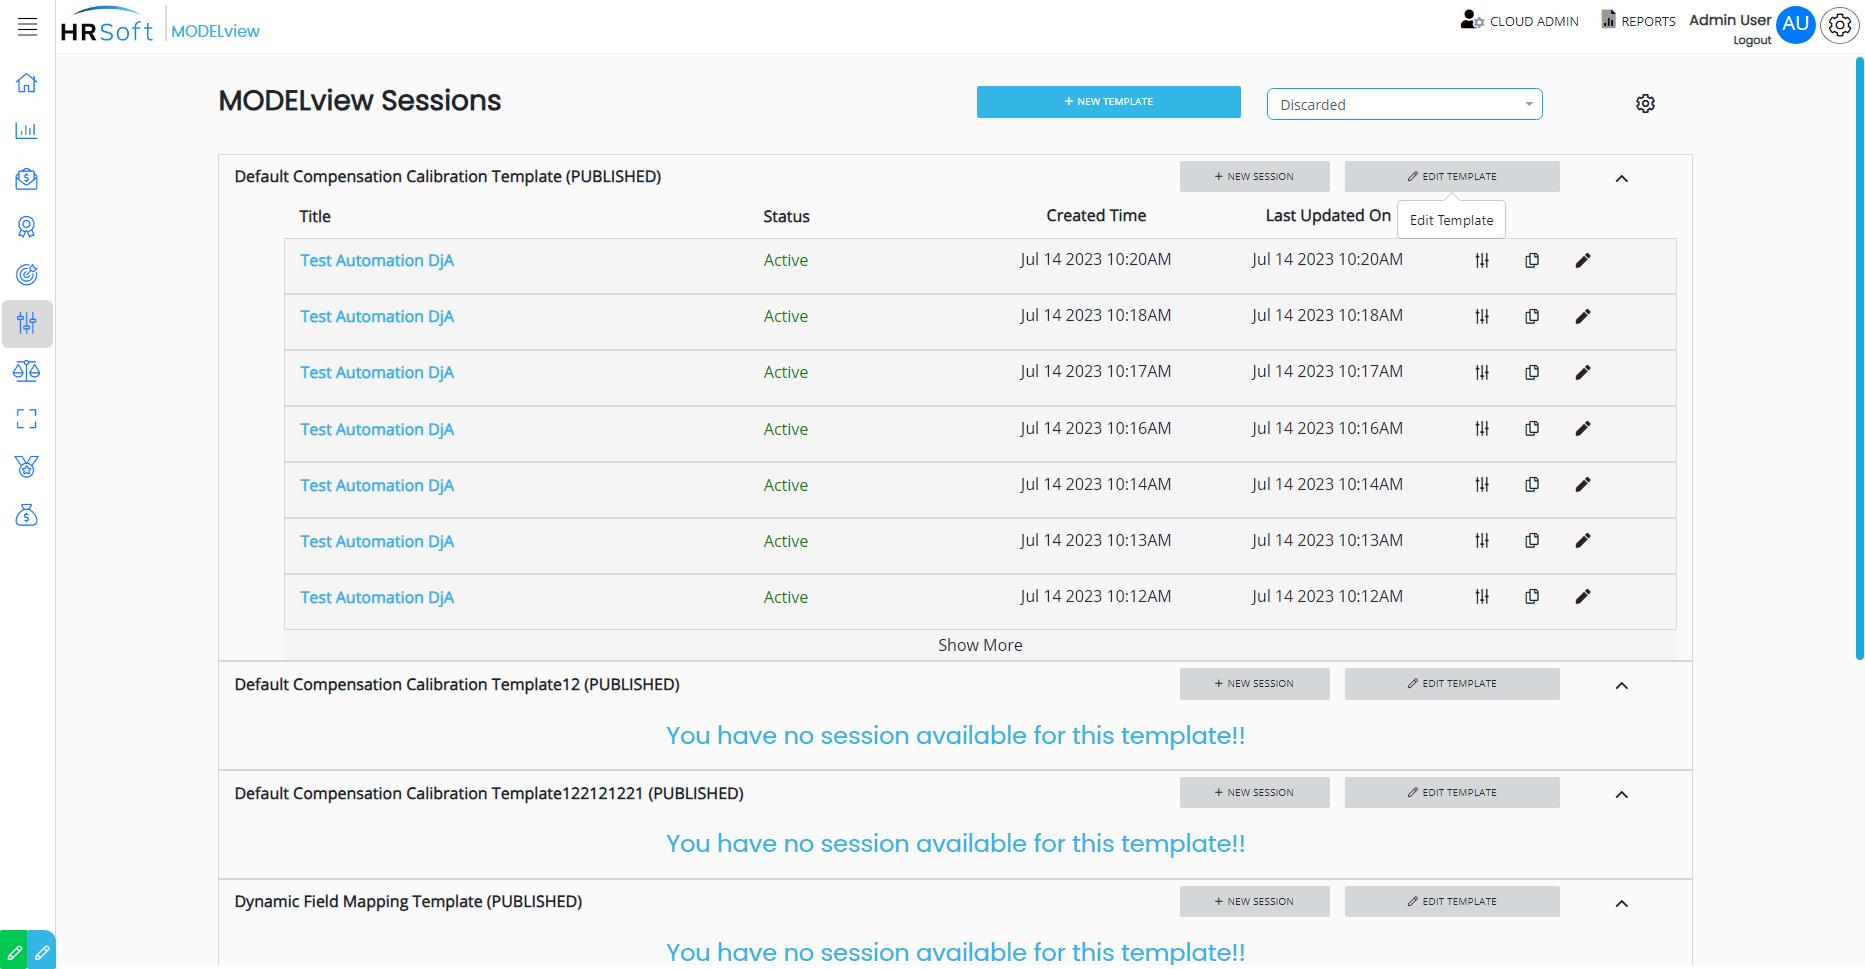 HRSoft MODELview CLOUD ADMIN REPORTS Admin User AU
Logout
MODELview Sessions + NEW TEMPLATE Discarded
Default Compensation Calibration Template (PUBLISHED) + NEW SESSION EDIT TEMPLATE
Title Status Created Time Last Updated On Edit Template
Test Automation DjA Active Jul 14 2023 10:20AM Jul 14 2023 10:20AM
Test Automation DjA Active Jul 14 2023 10:18AM Jul 14 2023 10:18AM
Test Automation DjA Active Jul 14 2023 10:17AM Jul 14 2023 10:17AM
Test Automation DjA Active Jul 14 2023 10:16AM Jul 14 2023 10:16AM
Test Automation DjA Active Jul 14 2023 10:14AM Jul 14 2023 10:14AM
Test Automation DjA Active Jul 14 2023 10:13AM Jul 14 2023 10:13AM
Test Automation DjA Active Jul 14 2023 10:12AM Jul 14 2023 10:12AM
Show More
Default Compensation Calibration Template12 (PUBLISHED) + NEW SESSION EDIT TEMPLATE
You have no session available for this template!!
Default Compensation Calibration Template122121221 (PUBLISHED) + NEW SESSION EDIT TEMPLATE
You have no session available for this template!!
Dynamic Field Mapping Template (PUBLISHED) + NEW SESSION EDIT TEMPLATE
You have no session available for this template!!